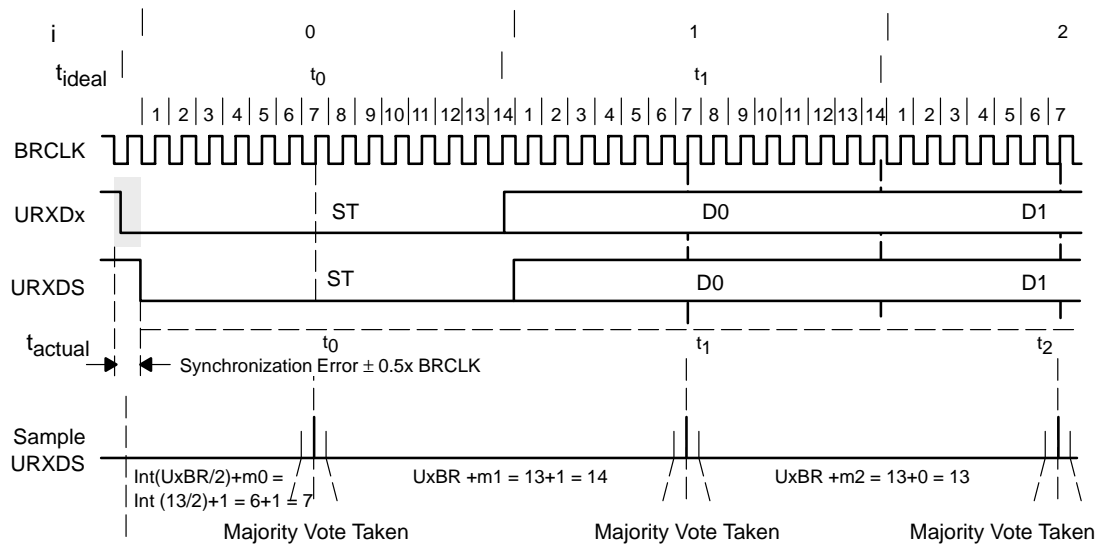 i 0 1 2
tideal t0 t1
1 2 3 4 5 6 7 8 9 10 11 12 13 14 1 2 3 4 5 6 7 8 9 10 11 12 13 14 1 2 3 4 5 6 7
BRCLK
URXDx ST D0 D1
URXDS ST D0 D1
tactual t0 t1 t2
Synchronization Error ± 0.5x BRCLK
Sample
URXDS
Int(UxBR/2)+m0 =
Int (13/2)+1 = 6+1 = 7
UxBR +m1 = 13+1 = 14
UxBR +m2 = 13+0 = 13
Majority Vote Taken Majority Vote Taken Majority Vote Taken